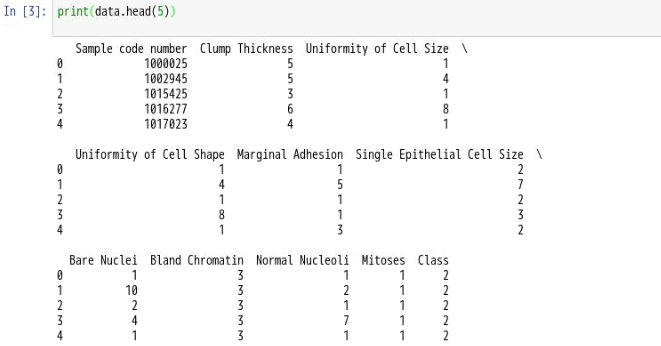 In [3]: print(data.head(5))
Sample code number Clump Thickness Uniformity of Cell Size \
0 1000025 5 1
1 1002945 5 4
2 1015425 3 1
3 1016277 6 8
4 1017023 4 1
Uniformity of Cell Shape Marginal Adhesion Single Epithelial Cell Size \
0 1 1 2
1 4 5 7
2 1 1 2
3 8 1 3
4 1 3 2
Bare Nuclei Bland Chromatin Normal Nucleoli Mitoses Class
0 1 3 1 1 2
1 10 3 2 1 2
2 2 3 1 1 2
3 4 3 7 1 2
4 1 3 1 1 2